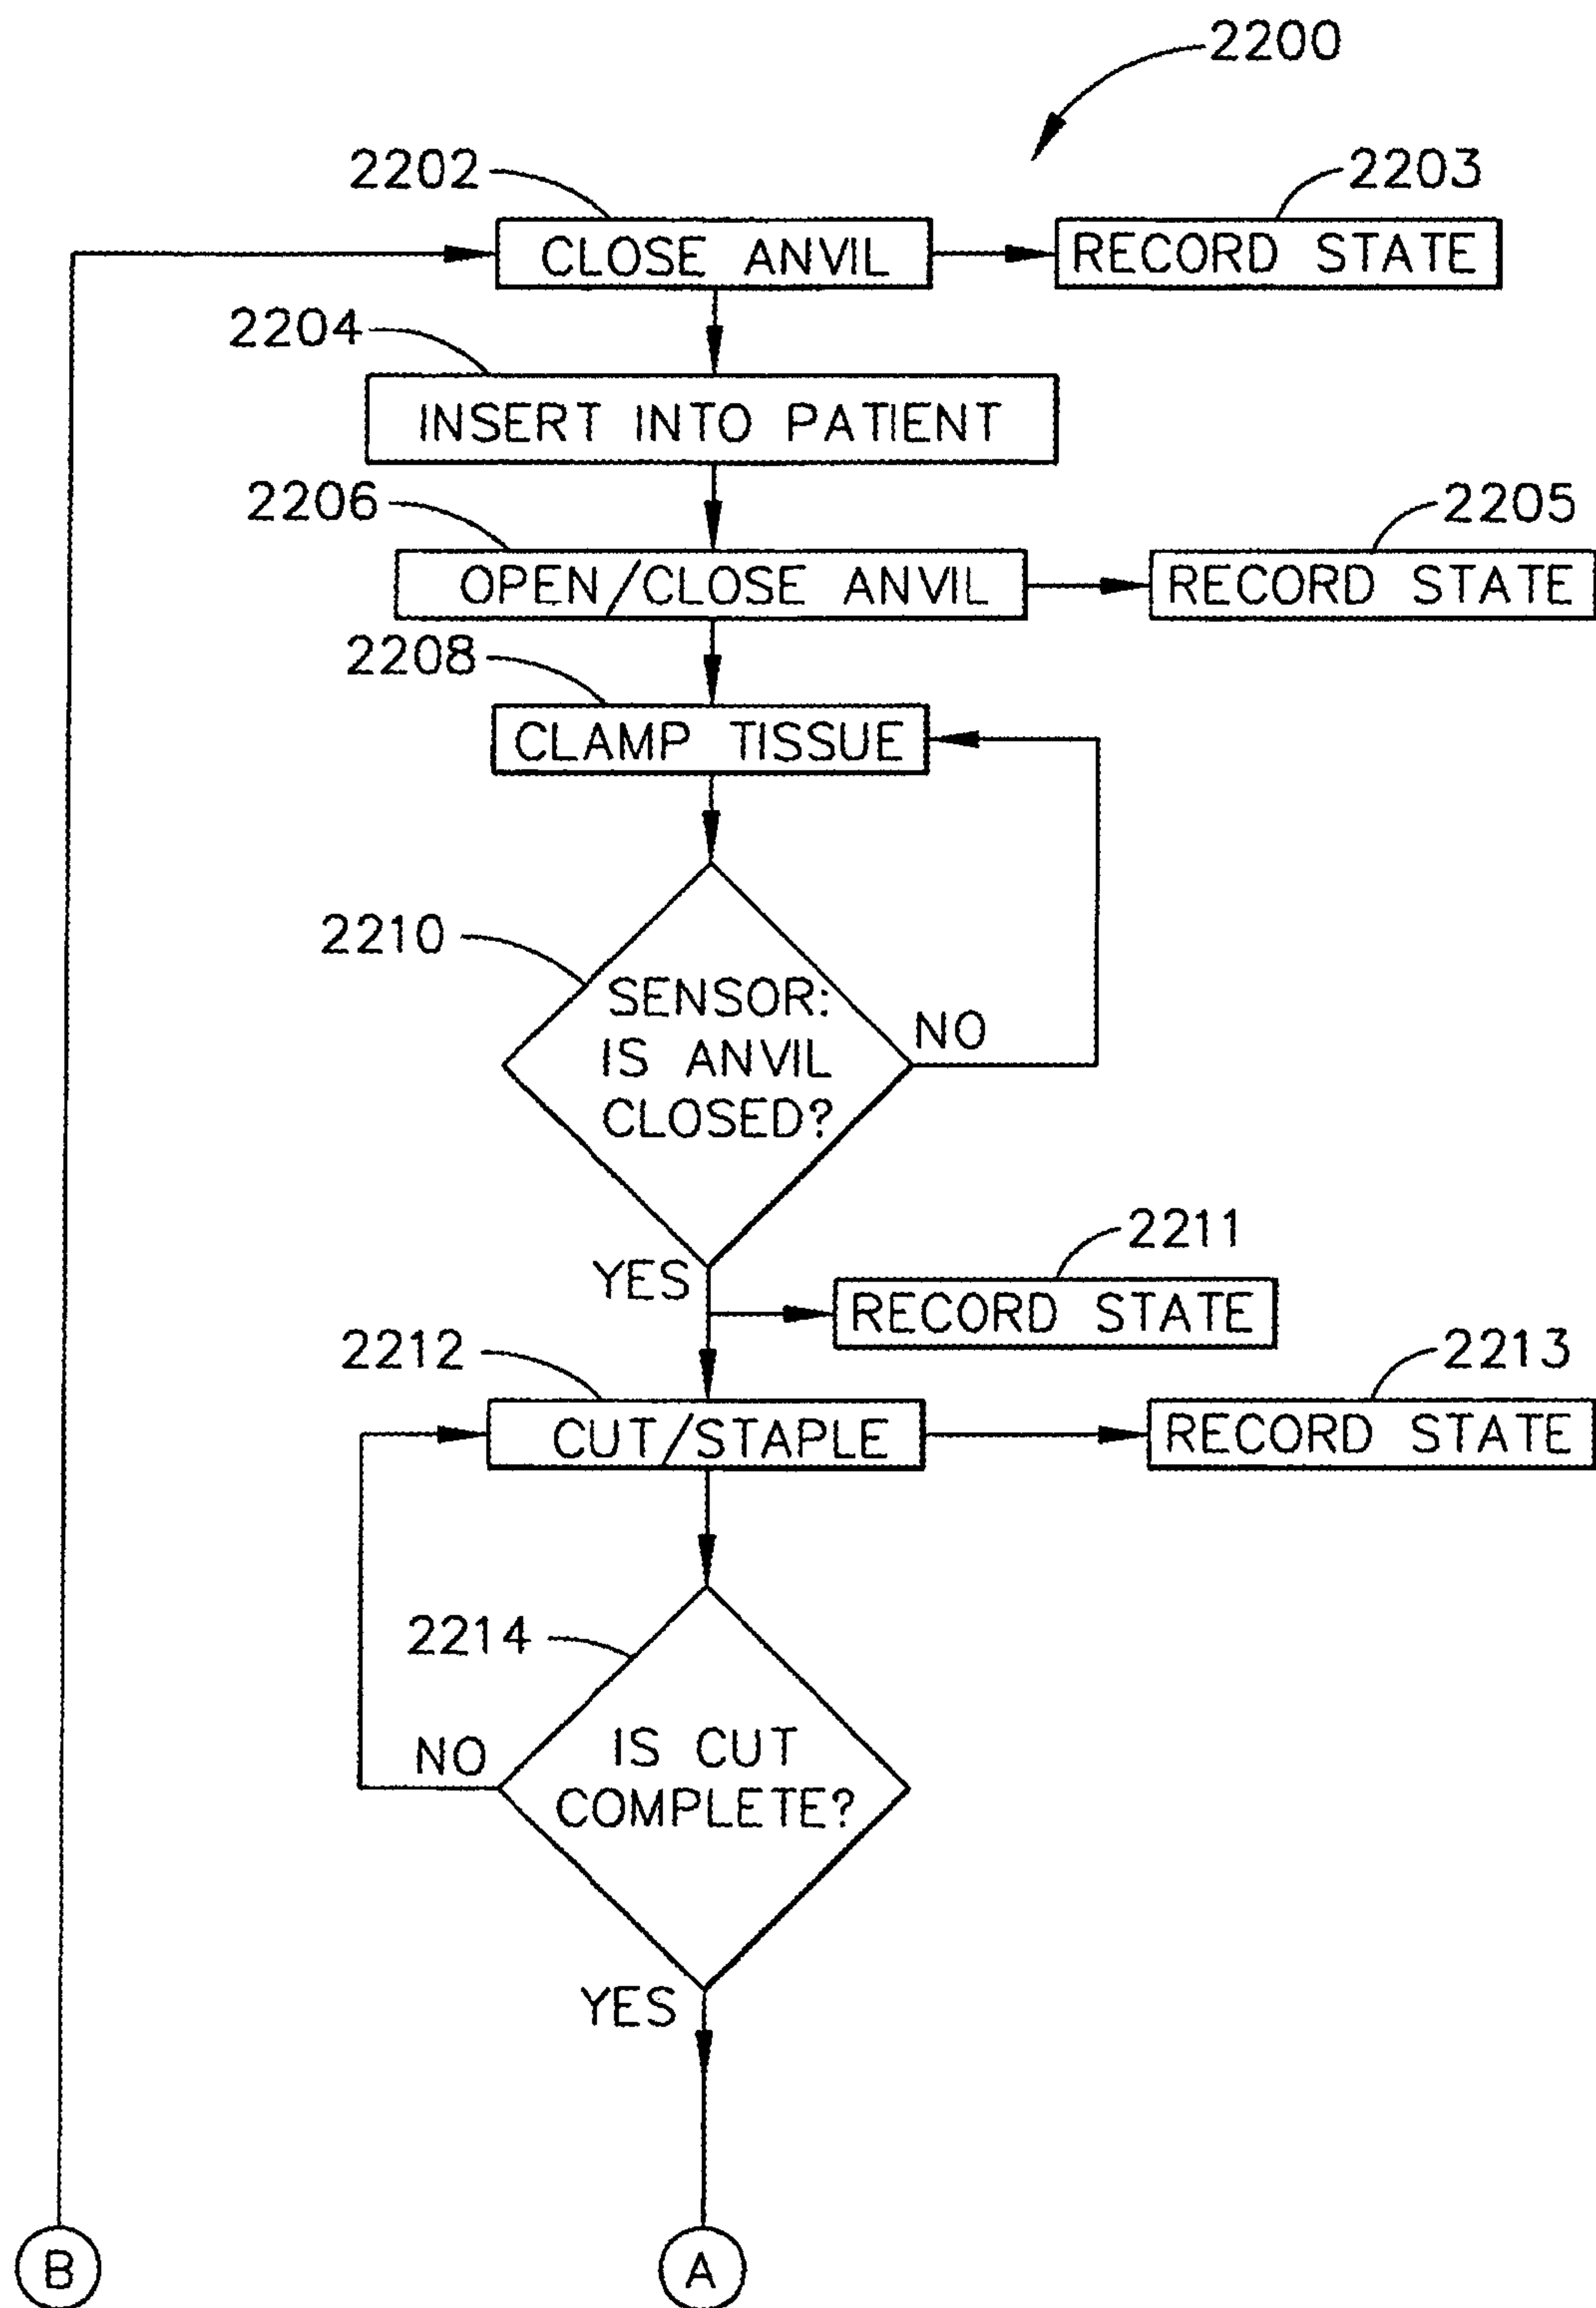 2200
2202
2203
CLOSE ANVIL
RECORD STATE
2204
INSERT INTO PATIENT
2206
2205
OPEN/CLOSE ANVIL
RECORD STATE
2208
CLAMP TISSUE
2210
SENSOR:
IS ANVIL
CLOSED?
NO
YES
2211
RECORD STATE
2212
2213
CUT/STAPLE
RECORD STATE
2214
IS CUT
COMPLETE?
NO
YES
B
A